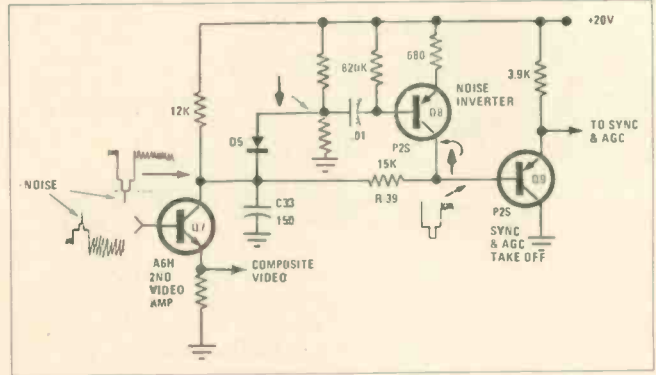 +20V
820K
680
3.9K
12K
NOISE
INVERTER
D5
.01
Q8
TO SYNC
& AGC
P2S
15K
R 39
NOISE
C33
150
Q9
Q7
P2S
SYNC
& AGC
TAKE OFF
A6H
2ND
VIDEO
AMP
COMPOSITE
VIDEO